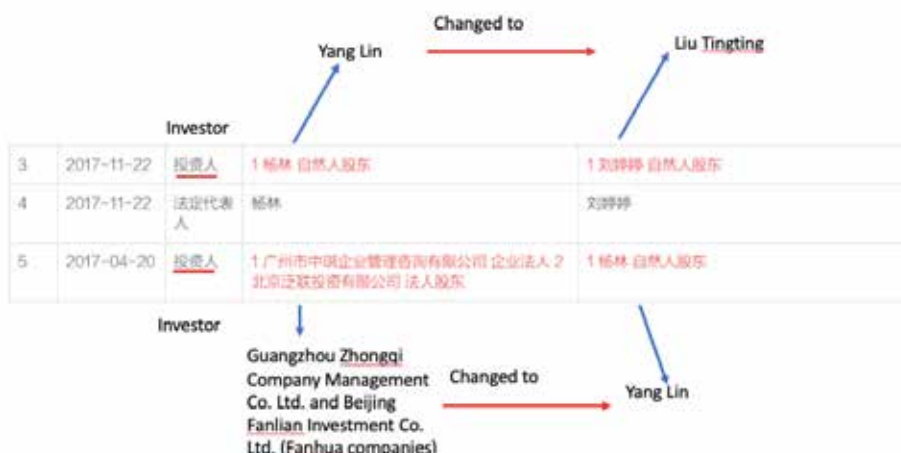 Changed to
Yang Lin
Liu Tingting
Investor
3 2017-11-22 投资人 1 杨林 自然人股东 1 刘婷婷 自然人股东
4 2017-11-22 法定代表人 杨林 刘婷婷
5 2017-04-20 投资人 1 广州市中琪企业管理咨询有限公司 企业法人 2 1 杨林 自然人股东
北京泛联投资有限公司 法人股东
Investor
Guangzhou Zhongqi
Company Management
Co. Ltd. and Beijing
Fanlian Investment Co.
Ltd. (Fanhua companies)
Changed to
Yang Lin